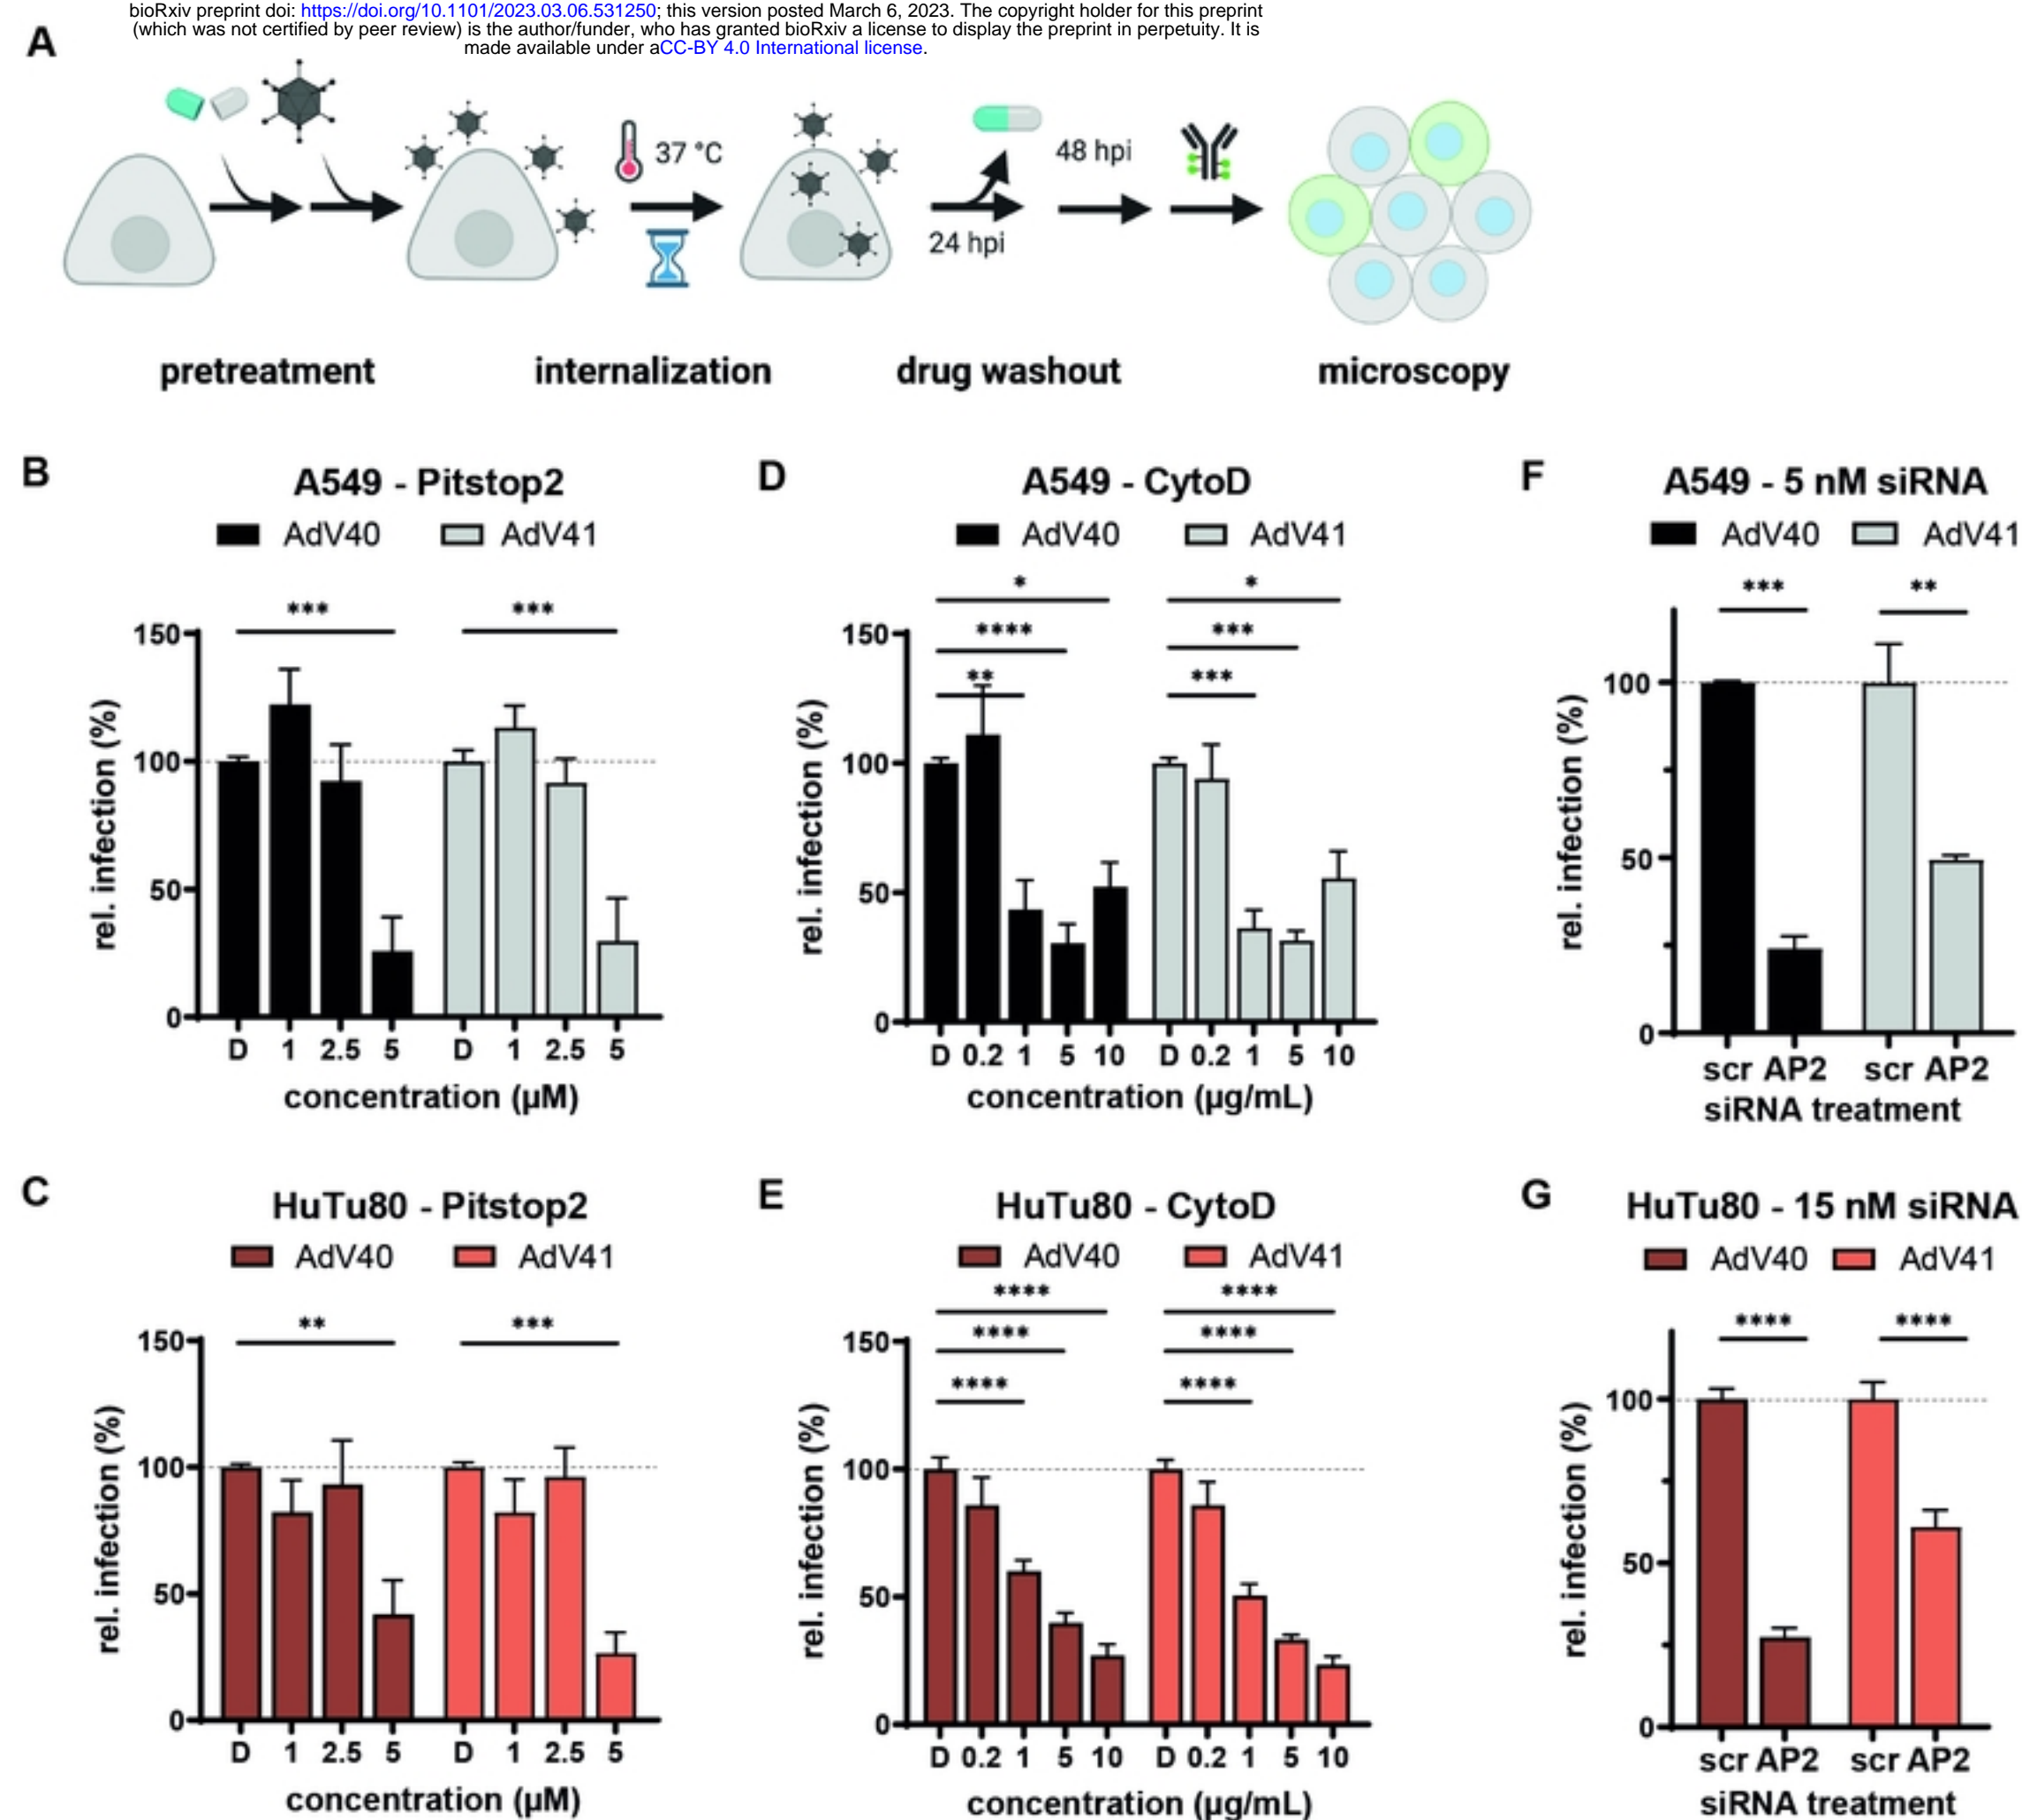 bioRxiv preprint doi: https://doi.org/10.1101/2023.03.06.531250; this version posted March 6, 2023. The copyright holder for this preprint
(which was not certified by peer review) is the author/funder, who has granted bioRxiv a license to display the preprint in perpetuity. It is
made available under aCC-BY 4.0 International license.
A
37 °C
24 hpi
48 hpi
pretreatment
internalization
drug washout
microscopy
B
A549 - Pitstop2
AdV40 AdV41
*** ***
rel. infection (%)
150
100
50
0
D 1 2.5 5 D 1 2.5 5
concentration (µM)
D
A549 - CytoD
AdV40 AdV41
* *
**** ***
** ***
rel. infection (%)
150
100
50
0
D 0.2 1 5 10 D 0.2 1 5 10
concentration (µg/mL)
F
A549 - 5 nM siRNA
AdV40 AdV41
*** **
rel. infection (%)
100
50
0
scr AP2 scr AP2
siRNA treatment
C
HuTu80 - Pitstop2
AdV40 AdV41
** ***
rel. infection (%)
150
100
50
0
D 1 2.5 5 D 1 2.5 5
concentration (µM)
E
HuTu80 - CytoD
AdV40 AdV41
**** ****
**** ****
**** ****
rel. infection (%)
150
100
50
0
D 0.2 1 5 10 D 0.2 1 5 10
concentration (µg/mL)
G
HuTu80 - 15 nM siRNA
AdV40 AdV41
**** ****
rel. infection (%)
100
50
0
scr AP2 scr AP2
siRNA treatment